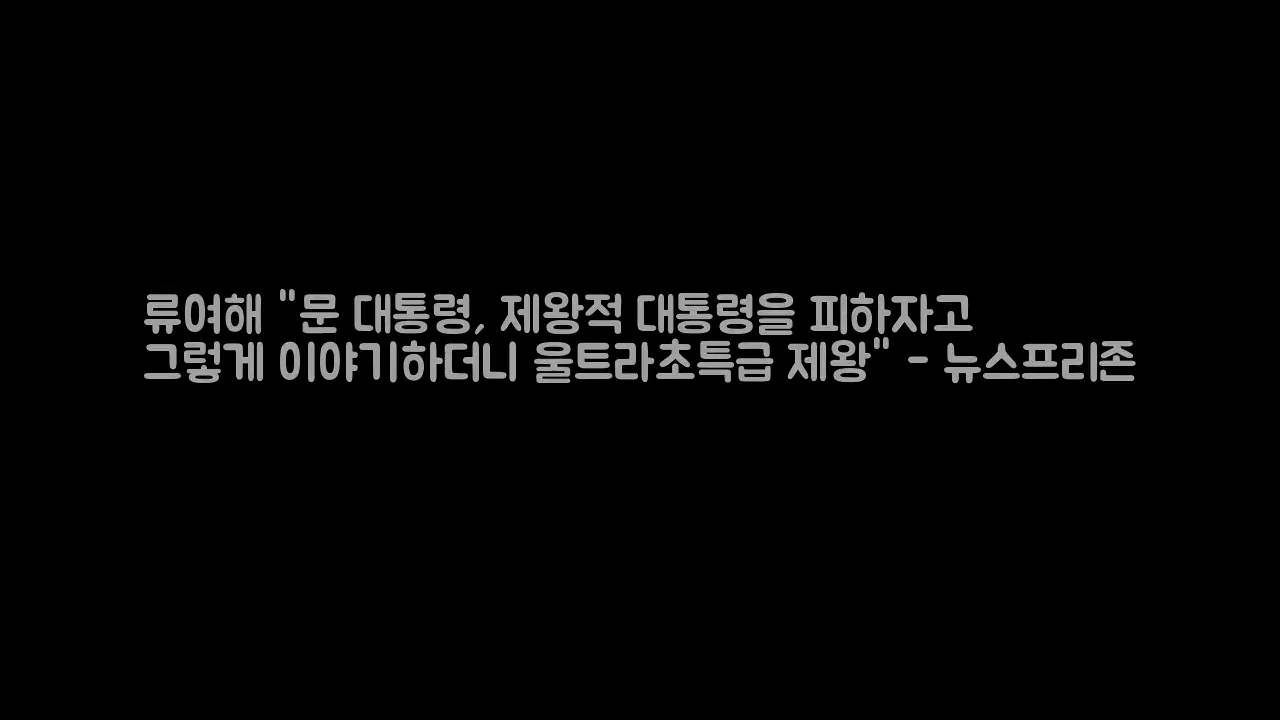 류여해 "문 대통령, 제왕적 대통령을 피하자고
그렇게 이야기하더니 울트라초특급 제왕" - 뉴스프리존